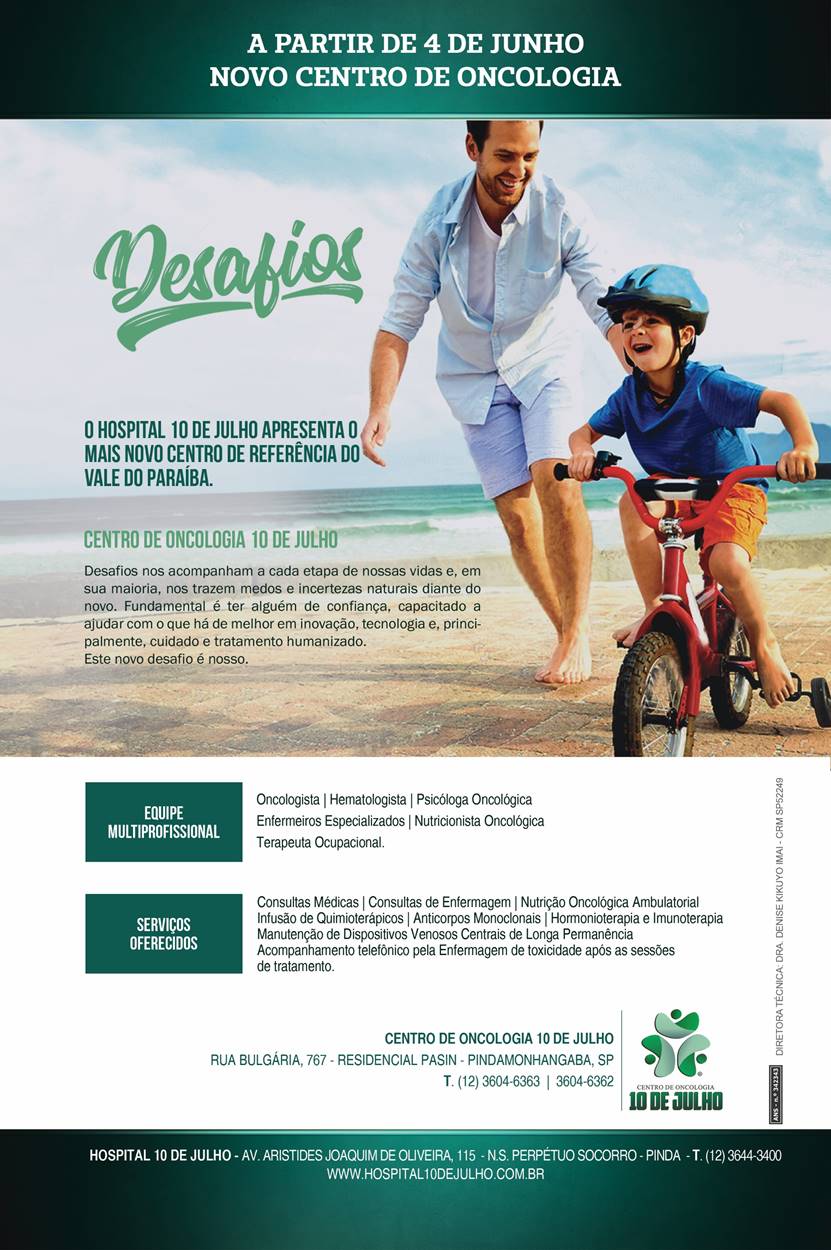 A PARTIR DE 4 DE JUNHO
NOVO CENTRO DE ONCOLOGIA
Desafios
O HOSPITAL 10 DE JULHO APRESENTA O
MAIS NOVO CENTRO DE REFERÊNCIA DO
VALE DO PARAÍBA.
CENTRO DE ONCOLOGIA 10 DE JULHO
Desafios nos acompanham a cada etapa de nossas vidas e, em
sua maioria, nos trazem medos e incertezas naturais diante do
novo. Fundamental é ter alguém de confiança, capacitado a
ajudar com o que há de melhor em inovação, tecnologia e, princi-
palmente, cuidado e tratamento humanizado.
Este novo desafio é nosso.
EQUIPE
MULTIPROFISSIONAL
Oncologista | Hematologista | Psicóloga Oncológica
Enfermeiros Especializados | Nutricionista Oncológica
Terapeuta Ocupacional.
SERVIÇOS
OFERECIDOS
Consultas Médicas | Consultas de Enfermagem | Nutrição Oncológica Ambulatorial
Infusão de Quimioterápicos | Anticorpos Monoclonais | Hormonioterapia e Imunoterapia
Manutenção de Dispositivos Venosos Centrais de Longa Permanência
Acompanhamento telefônico pela Enfermagem de toxicidade após as sessões
de tratamento.
DIRETORA TÉCNICA: DRA. DENISE KIKUYO IMAI - CRM SP52249
ANS - n.º 342343
CENTRO DE ONCOLOGIA 10 DE JULHO
RUA BULGÁRIA, 767 - RESIDENCIAL PASIN - PINDAMONHANGABA, SP
T. (12) 3604-6363 | 3604-6362
®
CENTRO DE ONCOLOGIA
10 DE JULHO
HOSPITAL 10 DE JULHO - AV. ARISTIDES JOAQUIM DE OLIVEIRA, 115 - N.S. PERPÉTUO SOCORRO - PINDA - T. (12) 3644-3400
WWW.HOSPITAL10DEJULHO.COM.BR